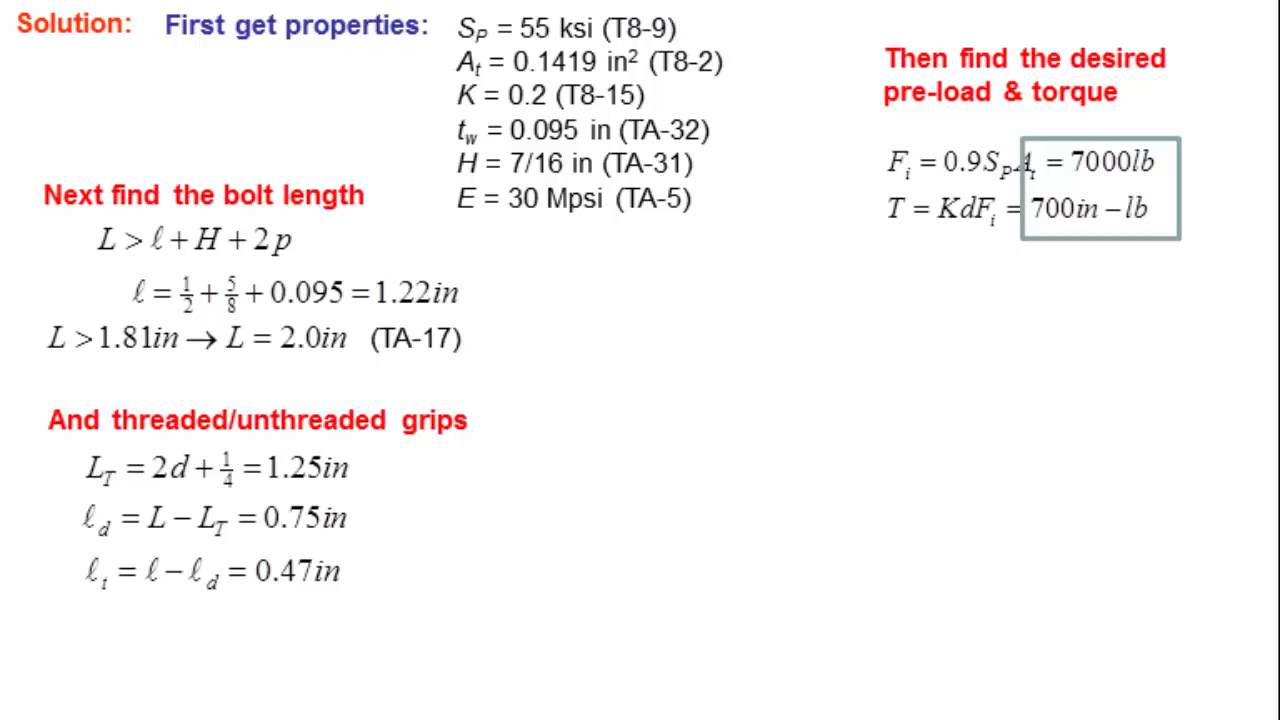 Solution: First get properties:
S_P = 55 ksi (T8-9)
A_t = 0.1419 in² (T8-2)
K = 0.2 (T8-15)
t_w = 0.095 in (TA-32)
H = 7/16 in (TA-31)
E = 30 Mpsi (TA-5)
Next find the bolt length
L > ℓ + H + 2p
ℓ = 1/2 + 5/8 + 0.095 = 1.22in
L > 1.81in → L = 2.0in (TA-17)
And threaded/unthreaded grips
L_T = 2d + 1/4 = 1.25in
ℓ_d = L − L_T = 0.75in
ℓ_t = ℓ − ℓ_d = 0.47in
Then find the desired
pre-load & torque
F_i = 0.9S_P A_t = 7000lb
T = KdF_i = 700in − lb